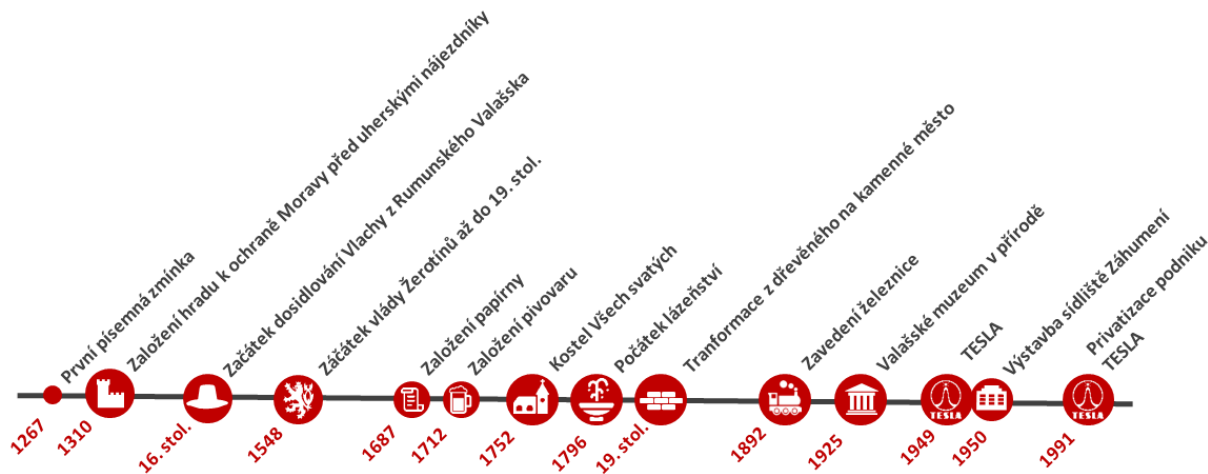 První písemná zmínka
1267
Založení hradu k ochraně Moravy před uherskými nájezdníky
1310
Začátek dosidlování Vlachy z Rumunského Valašska
16. stol.
Záčátek vlády Žerotínů až do 19. stol.
1548
Založení papírny
1687
Založení pivovaru
1712
Kostel Všech svatých
1752
Počátek lázeňství
1796
Tranformace z dřevěného na kamenné město
19. stol.
Zavedení železnice
1892
Valašské muzeum v přírodě
1925
TESLA
TESLA
1949
Výstavba sídliště Záhumení
1950
Privatizace podniku
TESLA
TESLA
1991